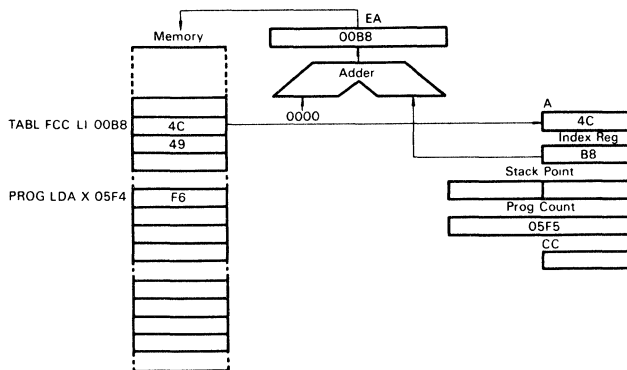 EA
00B8
Memory
Adder
0000
A
TABL FCC LI 00B8
4C
4C
49
Index Reg
B8
Stack Point
PROG LDA X 05F4
F6
Prog Count
05F5
CC